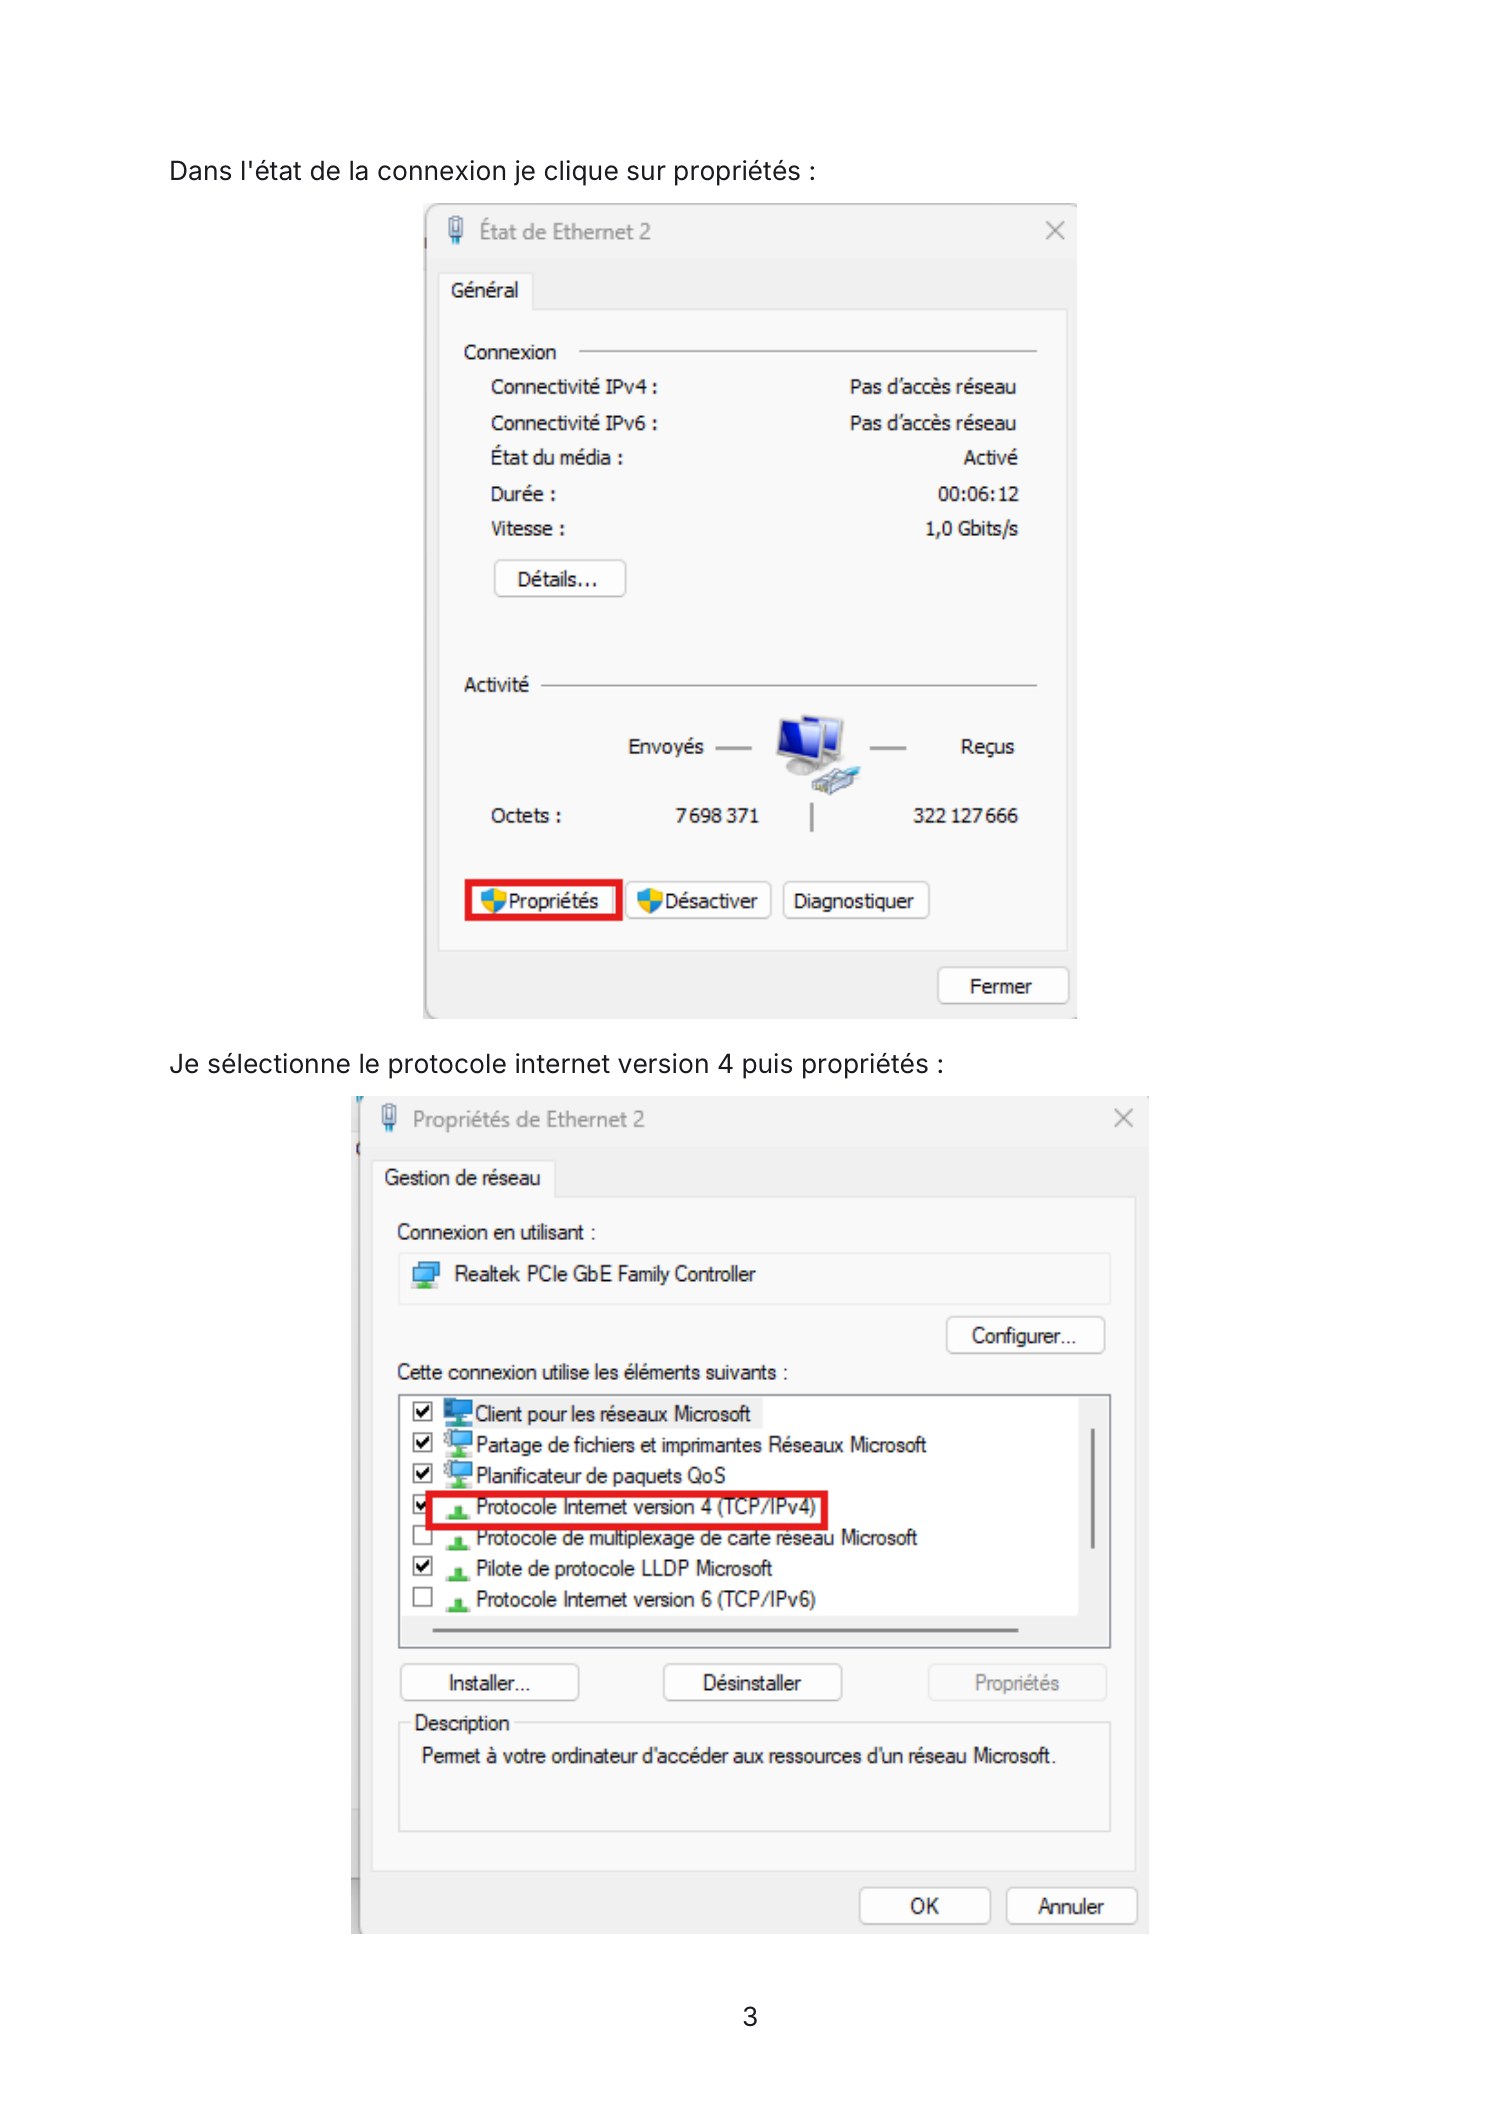 Dans l'état de la connexion je clique sur propriétés :
État de Ethernet 2
Général
Connexion
Connectivité IPv4 : Pas d'accès réseau
Connectivité IPv6 : Pas d'accès réseau
État du média : Activé
Durée : 00:06:12
Vitesse : 1,0 Gbits/s
Détails...
Activité
Envoyés — Reçus
Octets : 7 698 371 322 127 666
Propriétés Désactiver Diagnostiquer
Fermer
Je sélectionne le protocole internet version 4 puis propriétés :
Propriétés de Ethernet 2
Gestion de réseau
Connexion en utilisant :
Realtek PCIe GbE Family Controller
Configurer...
Cette connexion utilise les éléments suivants :
Client pour les réseaux Microsoft
Partage de fichiers et imprimantes Réseaux Microsoft
Planificateur de paquets QoS
Protocole Internet version 4 (TCP/IPv4)
Protocole de multiplexage de carte réseau Microsoft
Pilote de protocole LLDP Microsoft
Protocole Internet version 6 (TCP/IPv6)
Installer... Désinstaller Propriétés
Description
Permet à votre ordinateur d'accéder aux ressources d'un réseau Microsoft.
OK Annuler
3